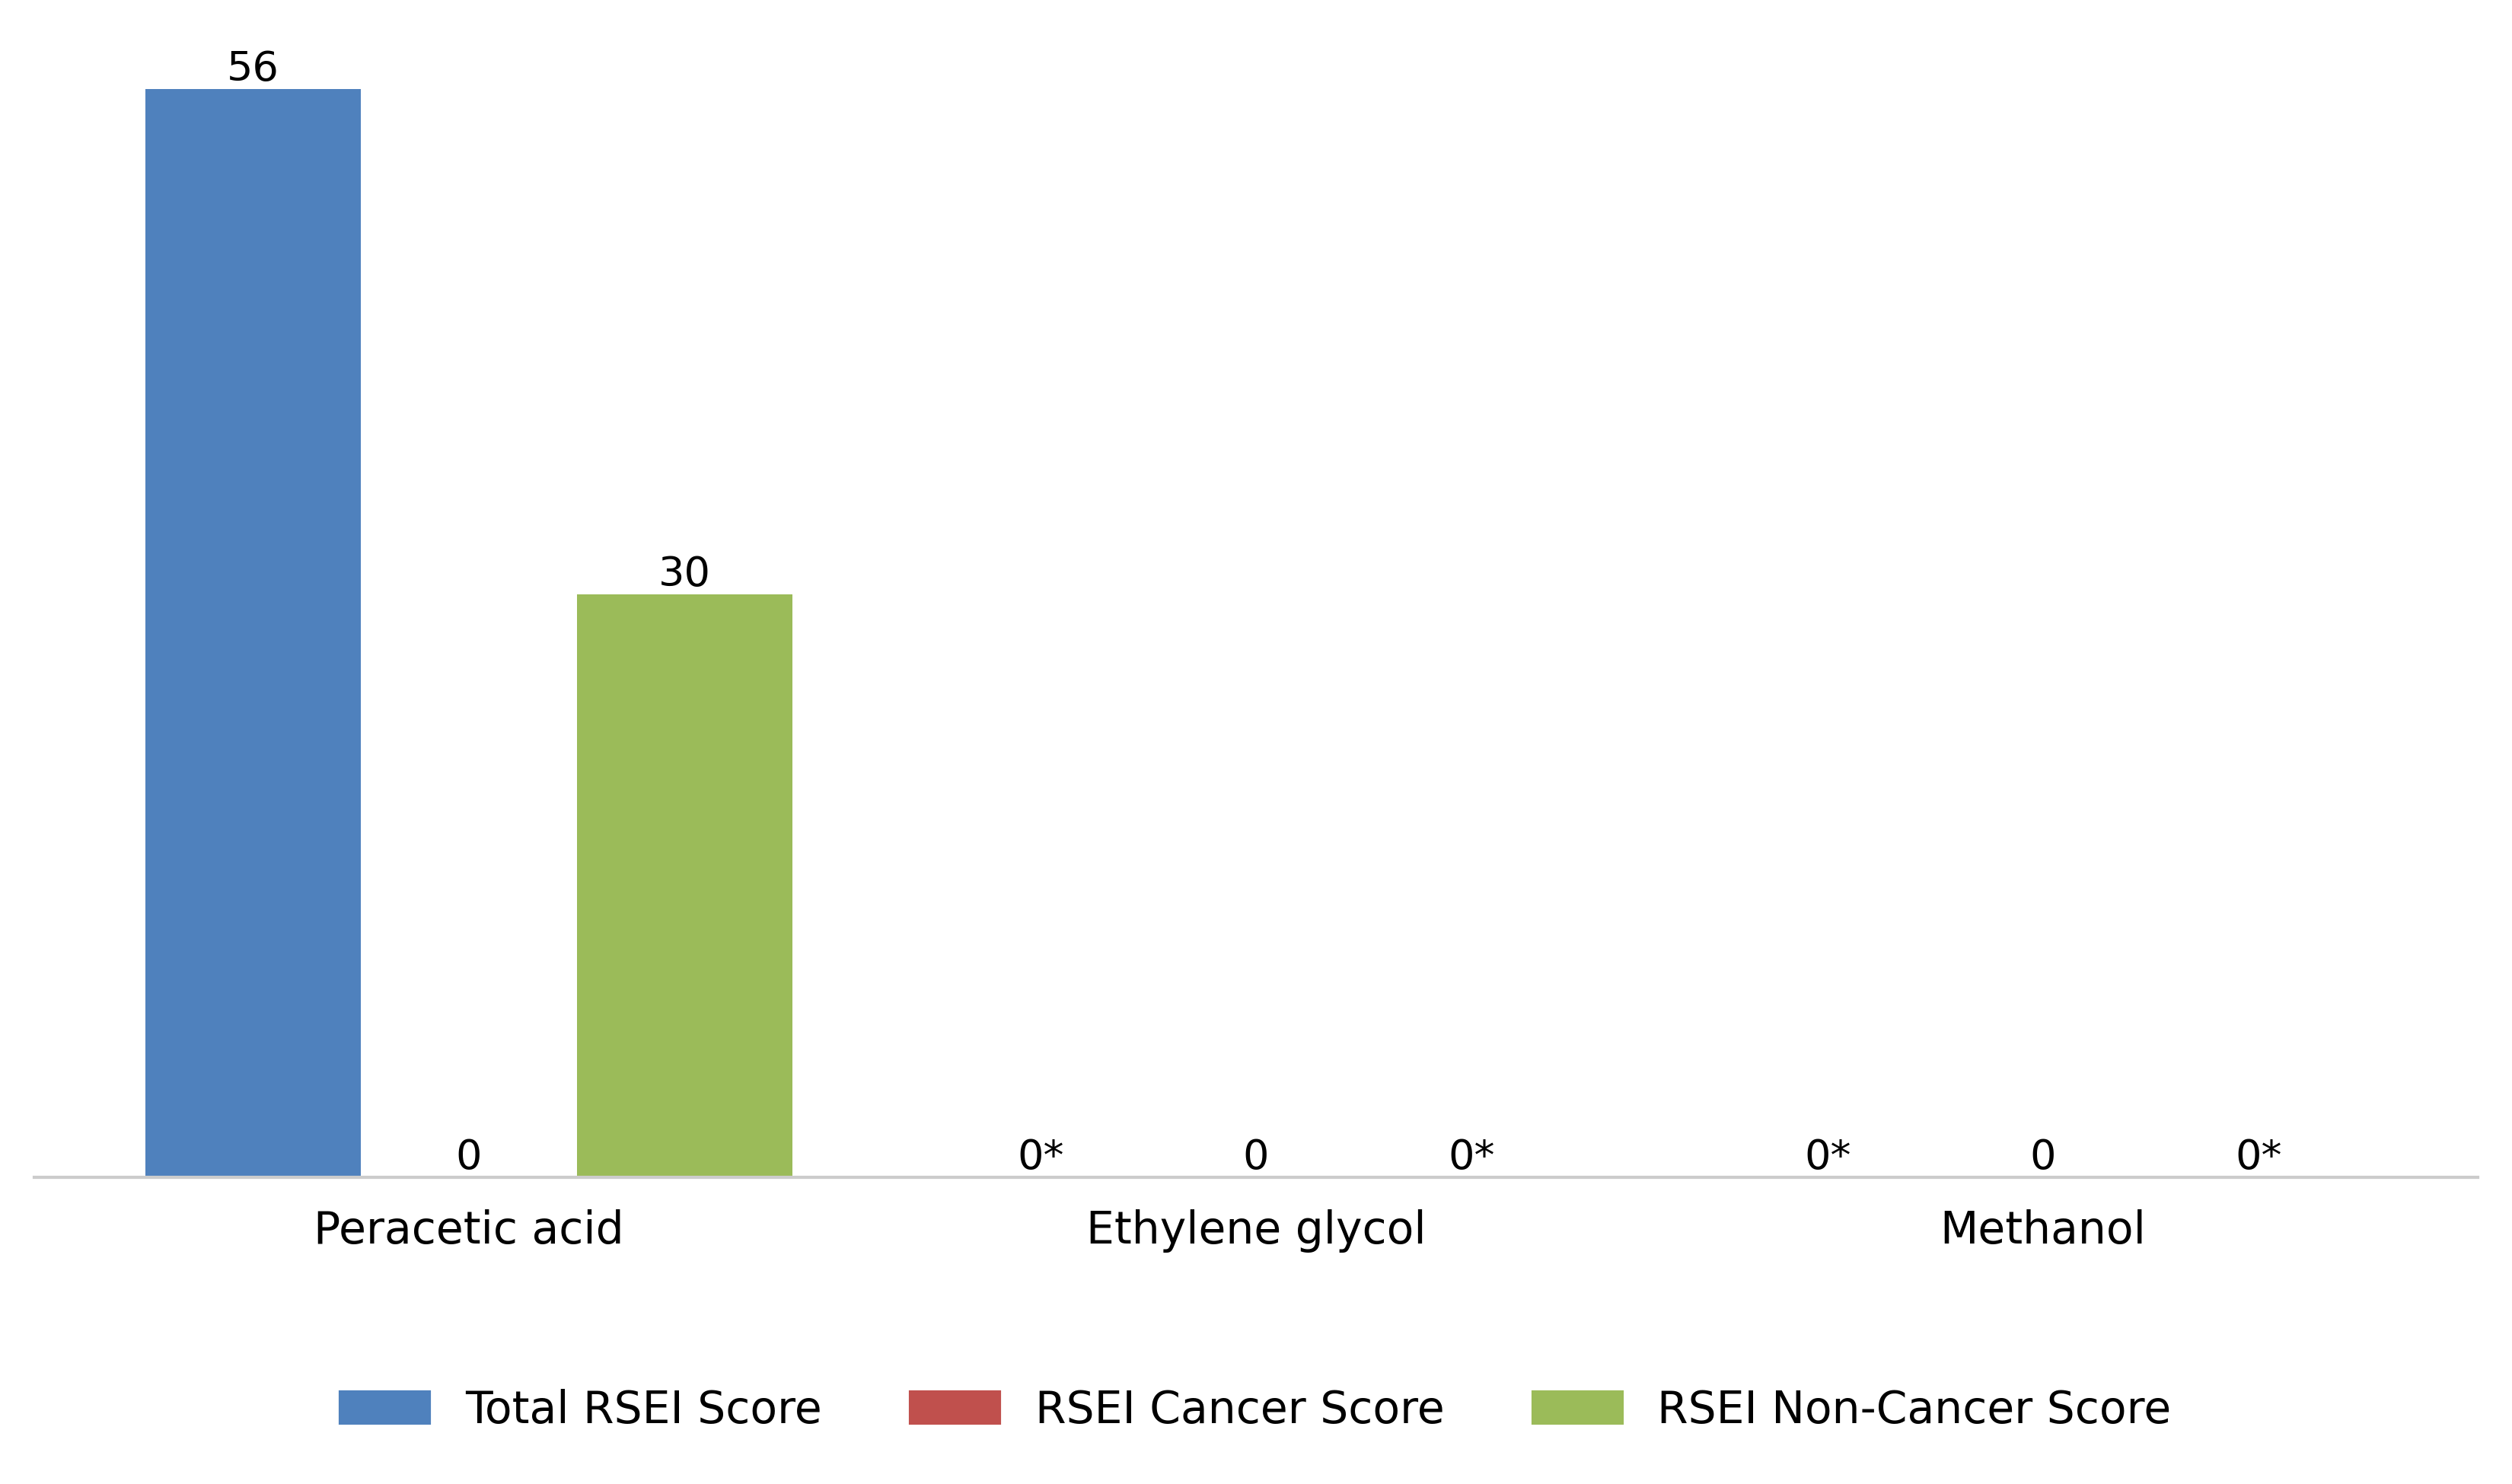 56
30
0
0*
0
0*
0*
0
0*
Peracetic acid
Ethylene glycol
Methanol
Total RSEI Score
RSEI Cancer Score
RSEI Non-Cancer Score